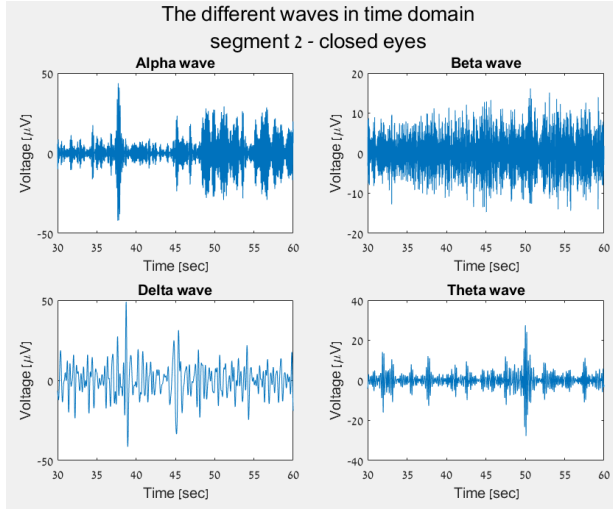 The different waves in time domain
segment 2 - closed eyes
Alpha wave
Voltage [μV]
50
0
-50
30 35 40 45 50 55 60
Time [sec]
Beta wave
Voltage [μV]
20
10
0
-10
-20
30 35 40 45 50 55 60
Time [sec]
Delta wave
Voltage [μV]
50
0
-50
30 35 40 45 50 55 60
Time [sec]
Theta wave
Voltage [μV]
40
20
0
-20
-40
30 35 40 45 50 55 60
Time [sec]